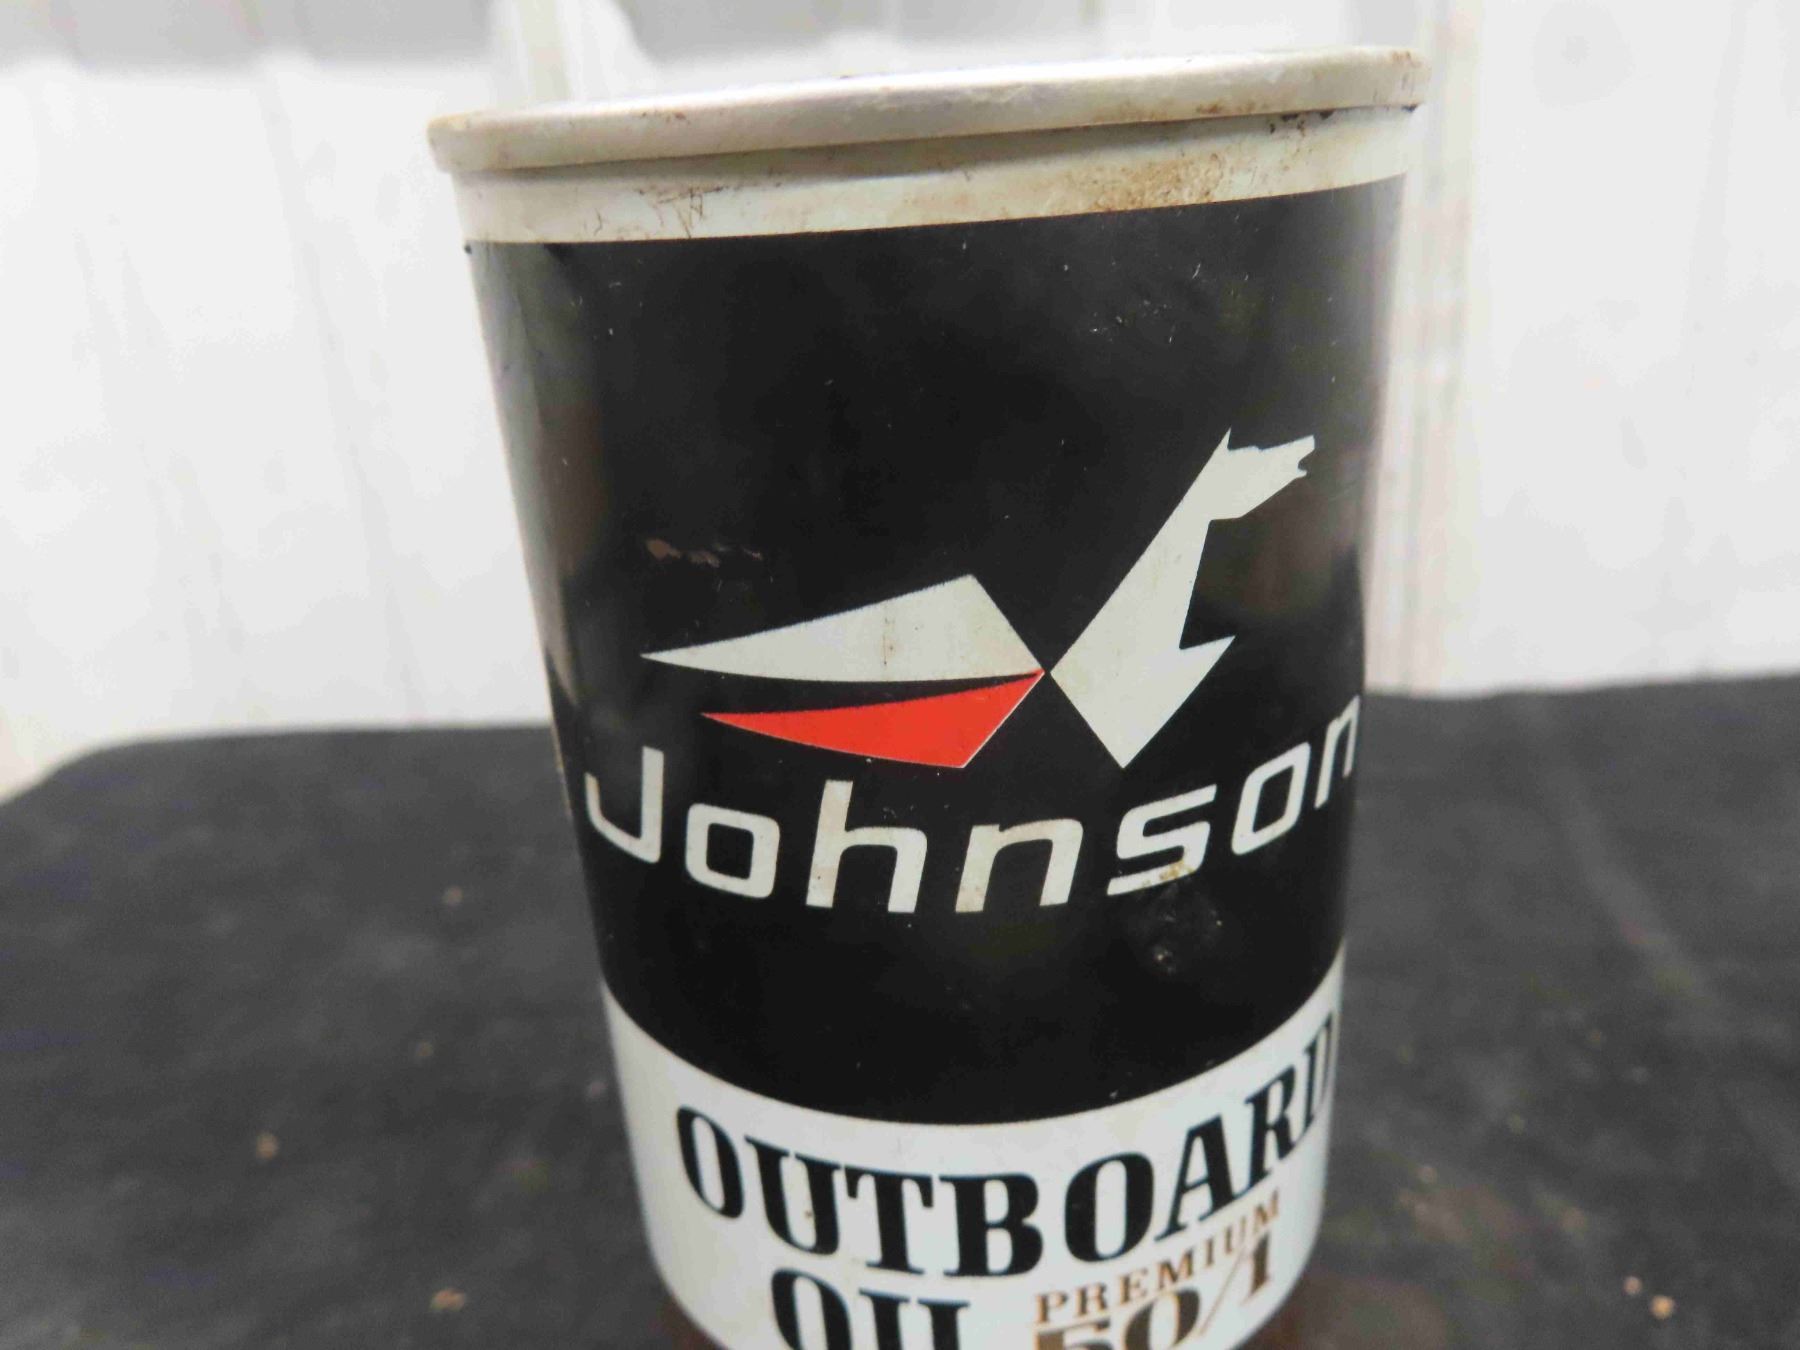 Johnson
OUTBOARD
OIL
PREMIUM
50/1